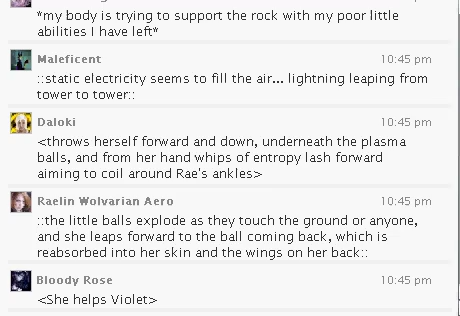 *my body is trying to support the rock with my poor little
abilities I have left*
Maleficent 10:45 pm
::static electricity seems to fill the air... lightning leaping from
tower to tower::
Daloki 10:45 pm
<throws herself forward and down, underneath the plasma
balls, and from her hand whips of entropy lash forward
aiming to coil around Rae's ankles>
Raelin Wolvarian Aero 10:45 pm
::the little balls explode as they touch the ground or anyone,
and she leaps forward to the ball coming back, which is
reabsorbed into her skin and the wings on her back::
Bloody Rose 10:45 pm
<She helps Violet>